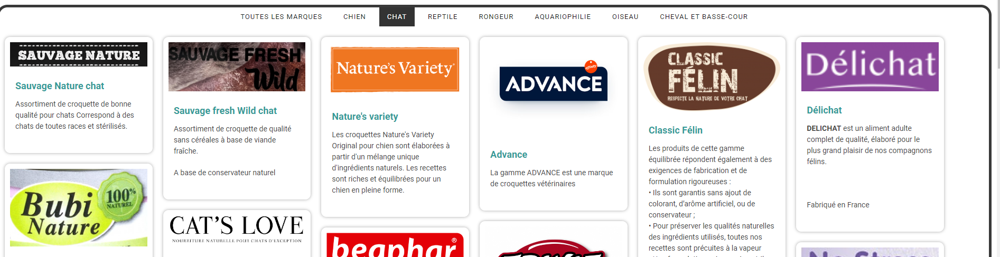 TOUTES LES MARQUES CHIEN CHAT REPTILE RONGEUR AQUARIOPHILIE OISEAU CHEVAL ET BASSE-COUR
SAUVAGE NATURE
Sauvage Nature chat
Assortiment de croquette de bonne
qualité pour chats Correspond à des
chats de toutes races et stérilisés.
Bubi
Nature
100%
NATUREL
SAUVAGE FRESH
Wild
Sauvage fresh Wild chat
Assortiment de croquette de qualité
sans céréales à base de viande
fraîche.
A base de conservateur naturel
CAT'S LOVE
NOURRITURE NATURELLE POUR CHATS D'EXCEPTION
Nature's Variety®
Nature's variety
Les croquettes Nature's Variety
Original pour chien sont élaborées à
partir d'un mélange unique
d'ingrédients naturels. Les recettes
sont riches et équilibrées pour un
chien en pleine forme.
beaphar®
affinity
ADVANCE
Advance
La gamme ADVANCE est une marque
de croquettes vétérinaires
CLASSIC
FÉLIN
RESPECTE LA NATURE DE VOTRE CHAT
Classic Félin
Les produits de cette gamme
équilibrée répondent également à des
exigences de fabrication et de
formulation rigoureuses :
• Ils sont garantis sans ajout de
colorant, d'arôme artificiel, ou de
conservateur ;
• Pour préserver les qualités naturelles
des ingrédients utilisés, toutes nos
recettes sont précuites à la vapeur
Délichat
Délichat
DELICHAT est un aliment adulte
complet de qualité, élaboré pour le
plus grand plaisir de nos compagnons
félins.
Fabriqué en France
No Stress